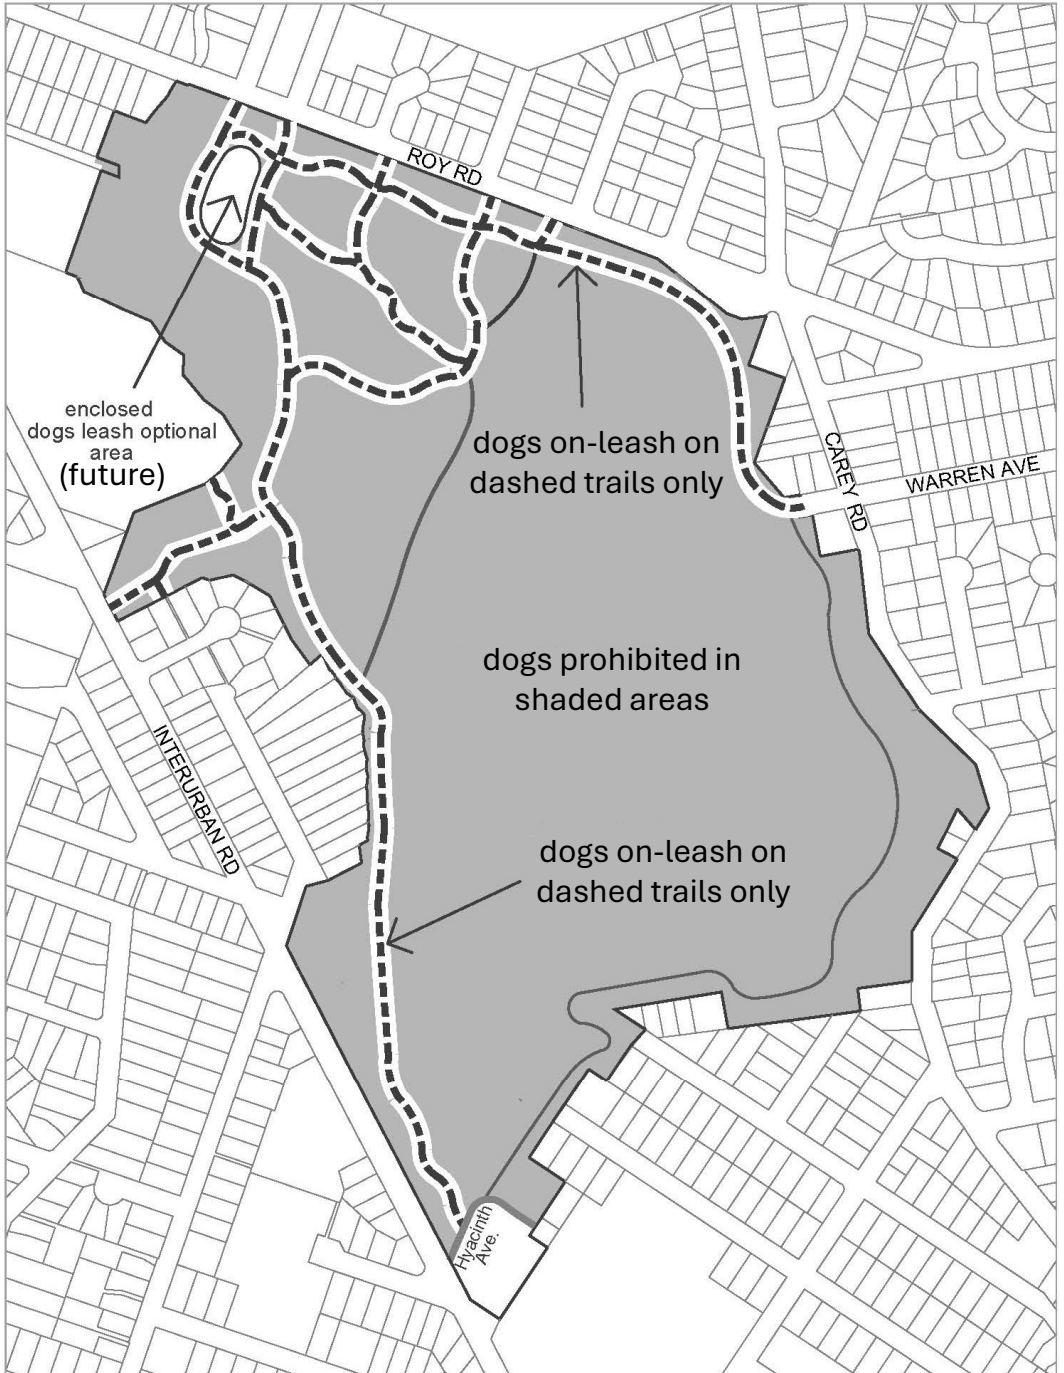 ROY RD
enclosed
dogs leash optional
area
(future)
dogs on-leash on
dashed trails only
CAREY RD
WARREN AVE
dogs prohibited in
shaded areas
INTERURBAN RD
dogs on-leash on
dashed trails only
Hyacinth
Ave.